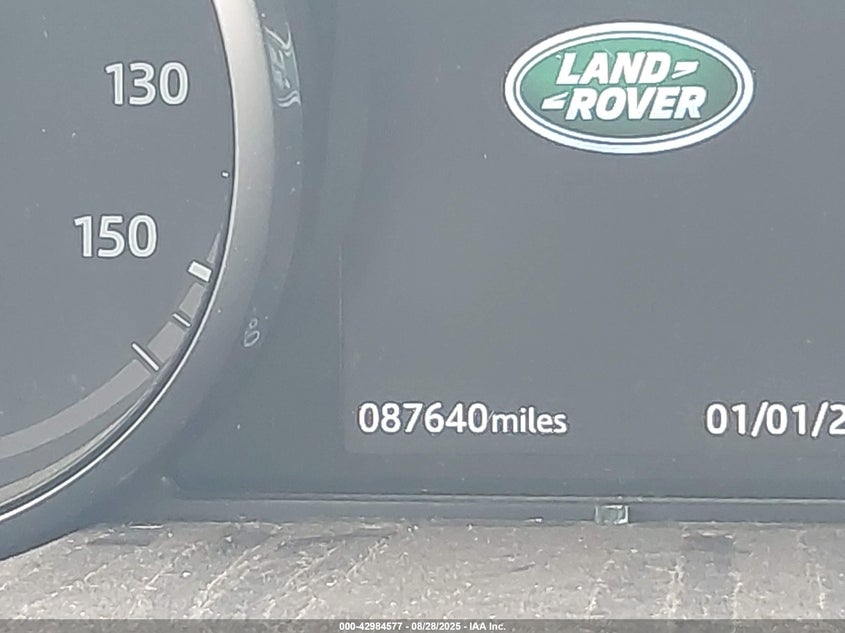 130
LAND
ROVER
150
087640miles
01/01/2
000-42984577 - 08/28/2025 - IAA Inc.